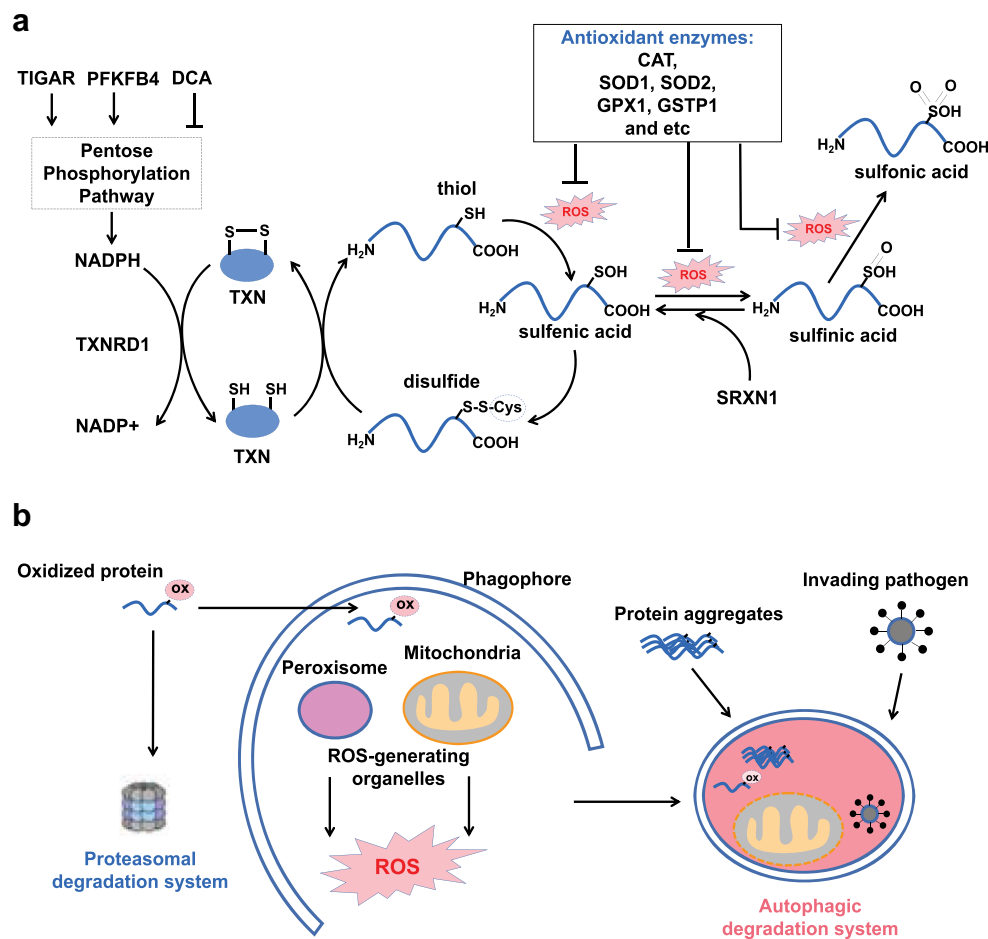 a
TIGAR PFKFB4 DCA
Pentose
Phosphorylation
Pathway
NADPH
TXNRD1
NADP+
S S
TXN
SH SH
TXN
thiol
SH
H₂N
COOH
disulfide
S-S-Cys
H₂N
COOH
Antioxidant enzymes:
CAT,
SOD1, SOD2,
GPX1, GSTP1
and etc
ROS
ROS
ROS
SOH
H₂N
COOH
sulfenic acid
O
SOH
H₂N
COOH
sulfinic acid
SRXN1
O O
SOH
H₂N
COOH
sulfonic acid
b
Oxidized protein
OX
Proteasomal
degradation system
Phagophore
OX
Peroxisome
Mitochondria
ROS-generating
organelles
ROS
Protein aggregates
Invading pathogen
OX
Autophagic
degradation system